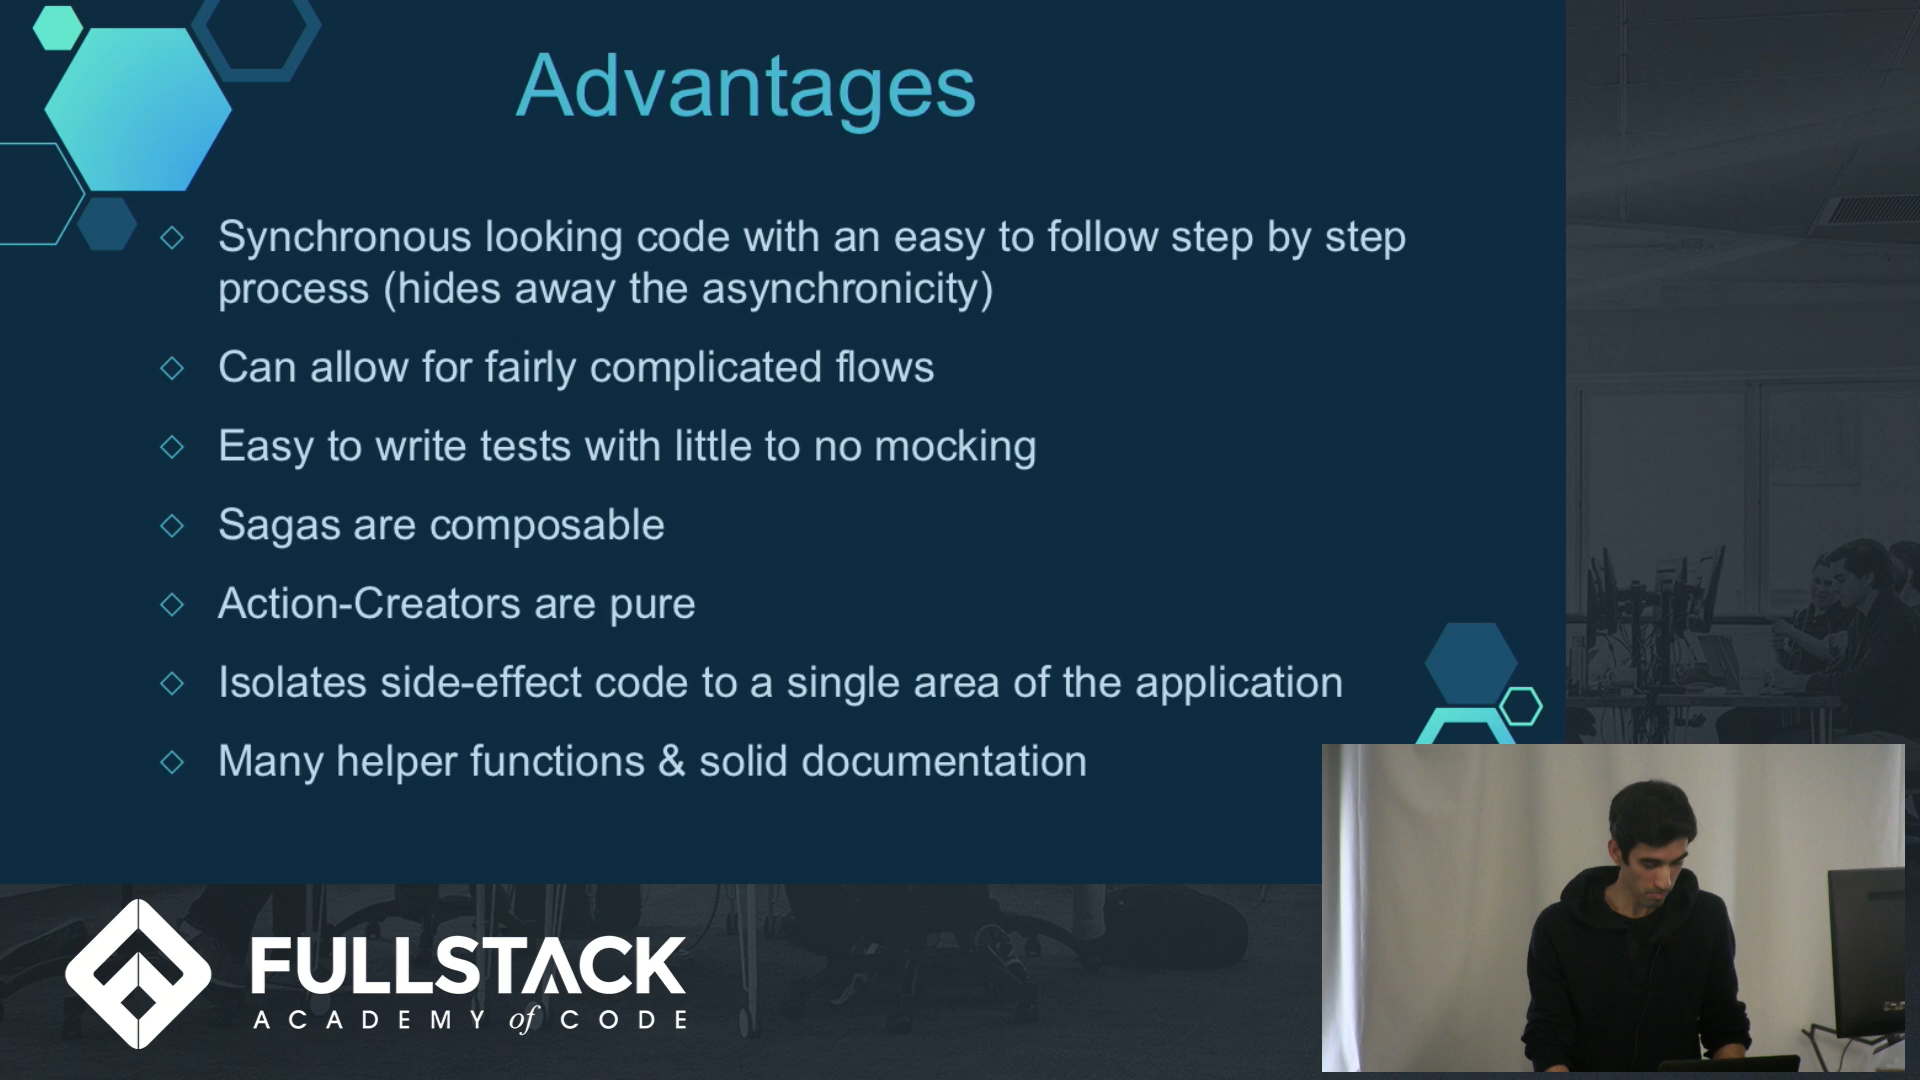 Advantages
Synchronous looking code with an easy to follow step by step
process (hides away the asynchronicity)
Can allow for fairly complicated flows
Easy to write tests with little to no mocking
Sagas are composable
Action-Creators are pure
Isolates side-effect code to a single area of the application
Many helper functions & solid documentation
FULLSTACK
ACADEMY of CODE